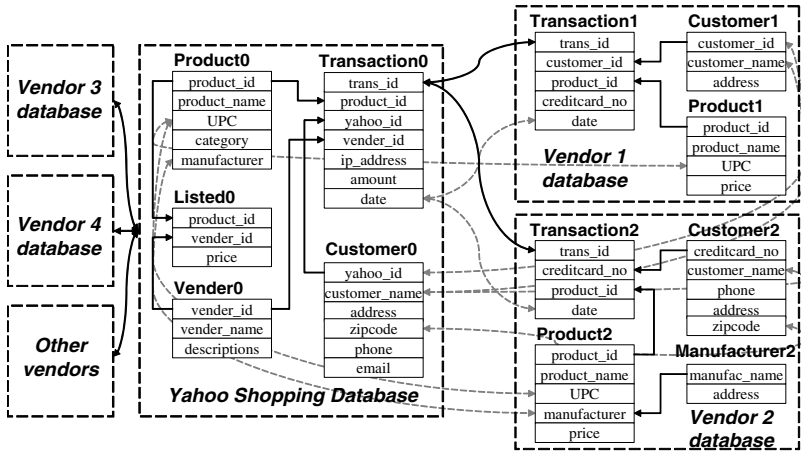 Vendor 3
database
Vendor 4
database
Other
vendors
Product0
product_id
product_name
UPC
category
manufacturer
Listed0
product_id
vender_id
price
Vender0
vender_id
vender_name
descriptions
Transaction0
trans_id
product_id
yahoo_id
vender_id
ip_address
amount
date
Customer0
yahoo_id
customer_name
address
zipcode
phone
email
Yahoo Shopping Database
Transaction1
trans_id
customer_id
product_id
creditcard_no
date
Customer1
customer_id
customer_name
address
Product1
product_id
product_name
UPC
price
Vendor 1
database
Transaction2
trans_id
creditcard_no
product_id
date
Customer2
creditcard_no
customer_name
phone
address
zipcode
Product2
product_id
product_name
UPC
manufacturer
price
Manufacturer2
manufac_name
address
Vendor 2
database